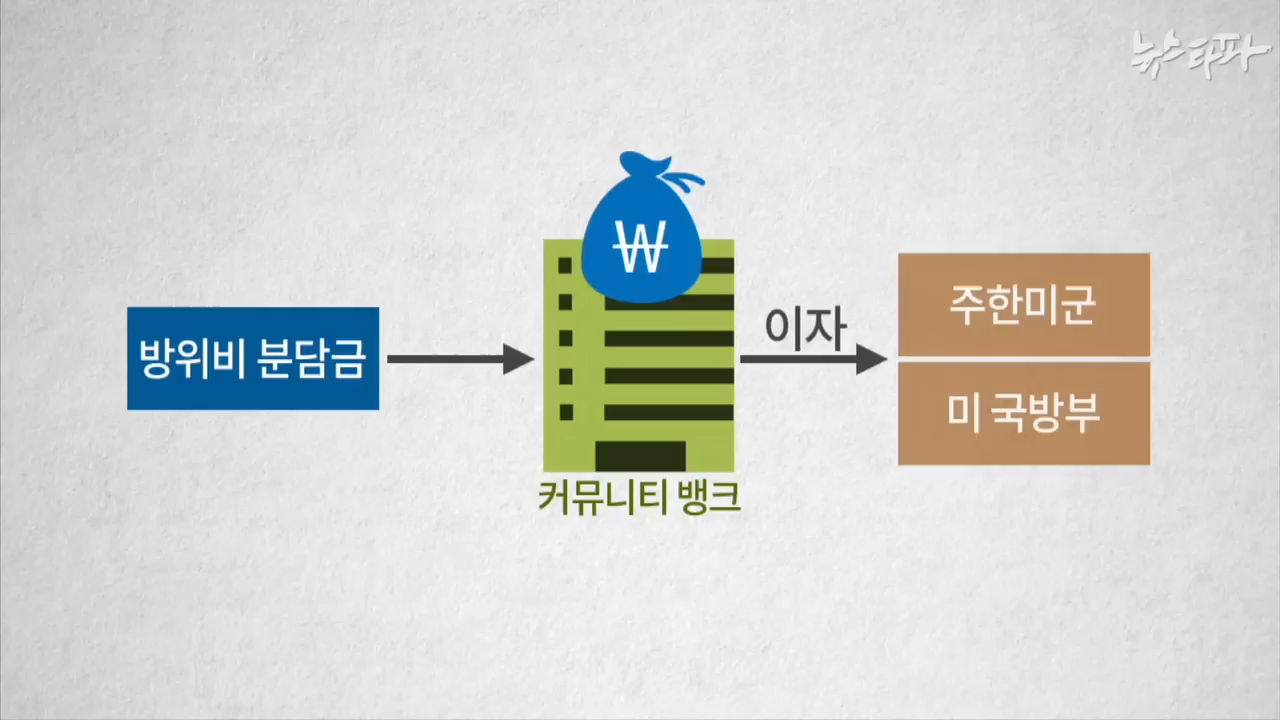 뉴스타파
₩
방위비 분담금
이자
주한미군
미 국방부
커뮤니티 뱅크